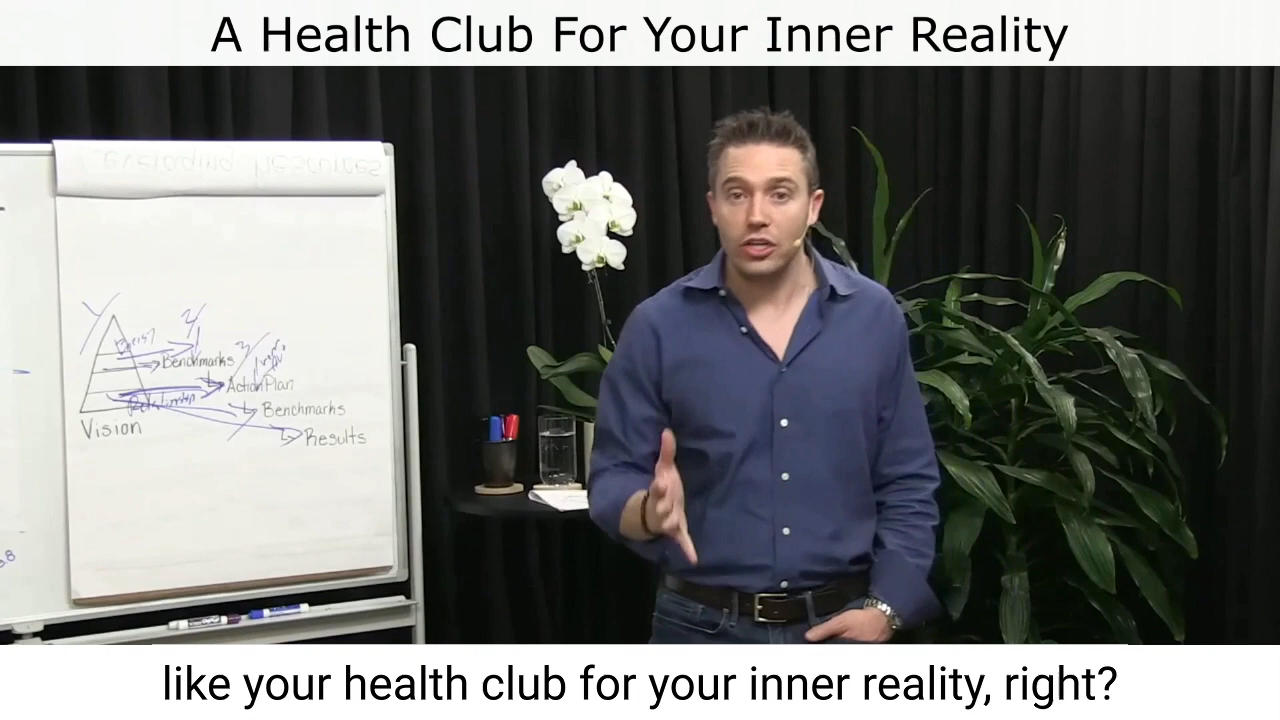 A Health Club For Your Inner Reality
Benchmarks
Action Plan
Relationship
Benchmarks
Vision
Results
like your health club for your inner reality, right?